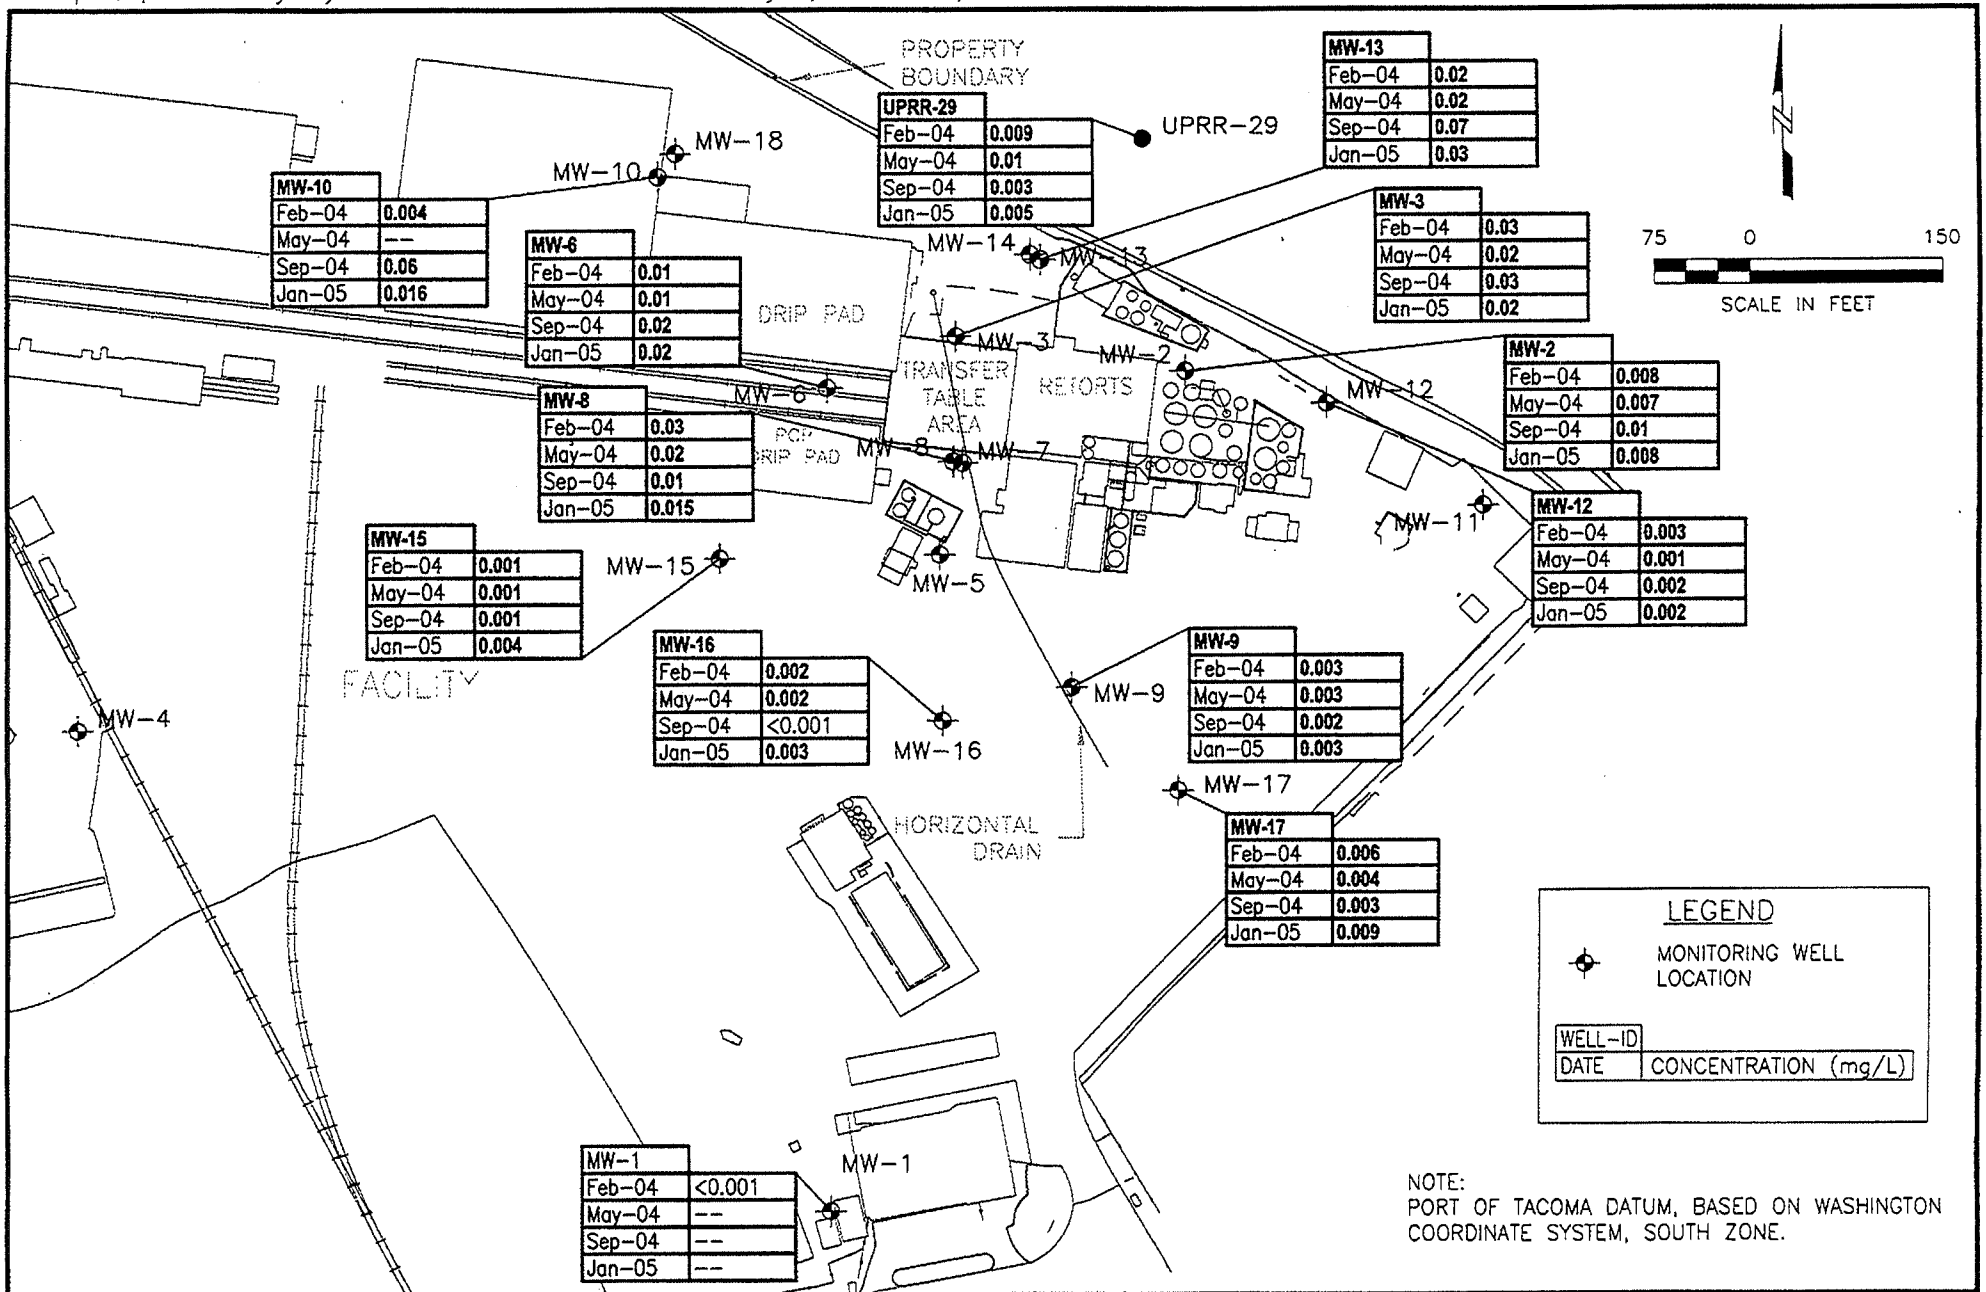 PROPERTY
BOUNDARY
MW-13
Feb-04 0.02
May-04 0.02
Sep-04 0.07
Jan-05 0.03
UPRR-29
Feb-04 0.009
May-04 0.01
Sep-04 0.003
Jan-05 0.005
UPRR-29
MW-18
MW-10
MW-10
Feb-04 0.004
May-04 --
Sep-04 0.06
Jan-05 0.016
MW-3
Feb-04 0.03
May-04 0.02
Sep-04 0.03
Jan-05 0.02
75 0 150
SCALE IN FEET
MW-6
Feb-04 0.01
May-04 0.01
Sep-04 0.02
Jan-05 0.02
MW-14
MW-13
DRIP PAD
MW-3
MW-2
TRANSFER
TABLE
AREA
RETORTS
MW-2
Feb-04 0.008
May-04 0.007
Sep-04 0.01
Jan-05 0.008
MW-12
MW-6
MW-8
Feb-04 0.03
May-04 0.02
Sep-04 0.01
Jan-05 0.015
DRIP PAD
MW-8
MW-7
MW-11
MW-12
Feb-04 0.003
May-04 0.001
Sep-04 0.002
Jan-05 0.002
MW-15
Feb-04 0.001
May-04 0.001
Sep-04 0.001
Jan-05 0.004
MW-15
MW-5
MW-16
Feb-04 0.002
May-04 0.002
Sep-04 <0.001
Jan-05 0.003
MW-9
Feb-04 0.003
May-04 0.003
Sep-04 0.002
Jan-05 0.003
FACILITY
MW-9
MW-4
MW-16
MW-17
HORIZONTAL
DRAIN
MW-17
Feb-04 0.006
May-04 0.004
Sep-04 0.003
Jan-05 0.009
LEGEND
MONITORING WELL
LOCATION
WELL-ID
DATE CONCENTRATION (mg/L)
MW-1
Feb-04 <0.001
May-04 --
Sep-04 --
Jan-05 --
MW-1
NOTE:
PORT OF TACOMA DATUM, BASED ON WASHINGTON
COORDINATE SYSTEM, SOUTH ZONE.